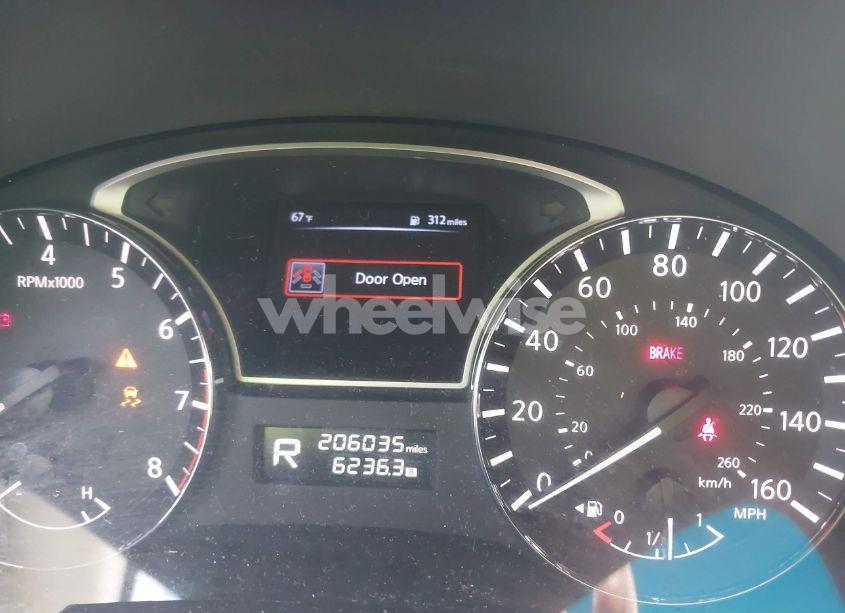 67°F 312 miles
Door Open
wheelwise
4 5 6 7 8
RPMx1000
H
R 206035 miles
6236.3 B
0 20 40 60 80 100 120 140 160
20 60 100 140 180 220 260
km/h
MPH
BRAKE
0 1/ 1